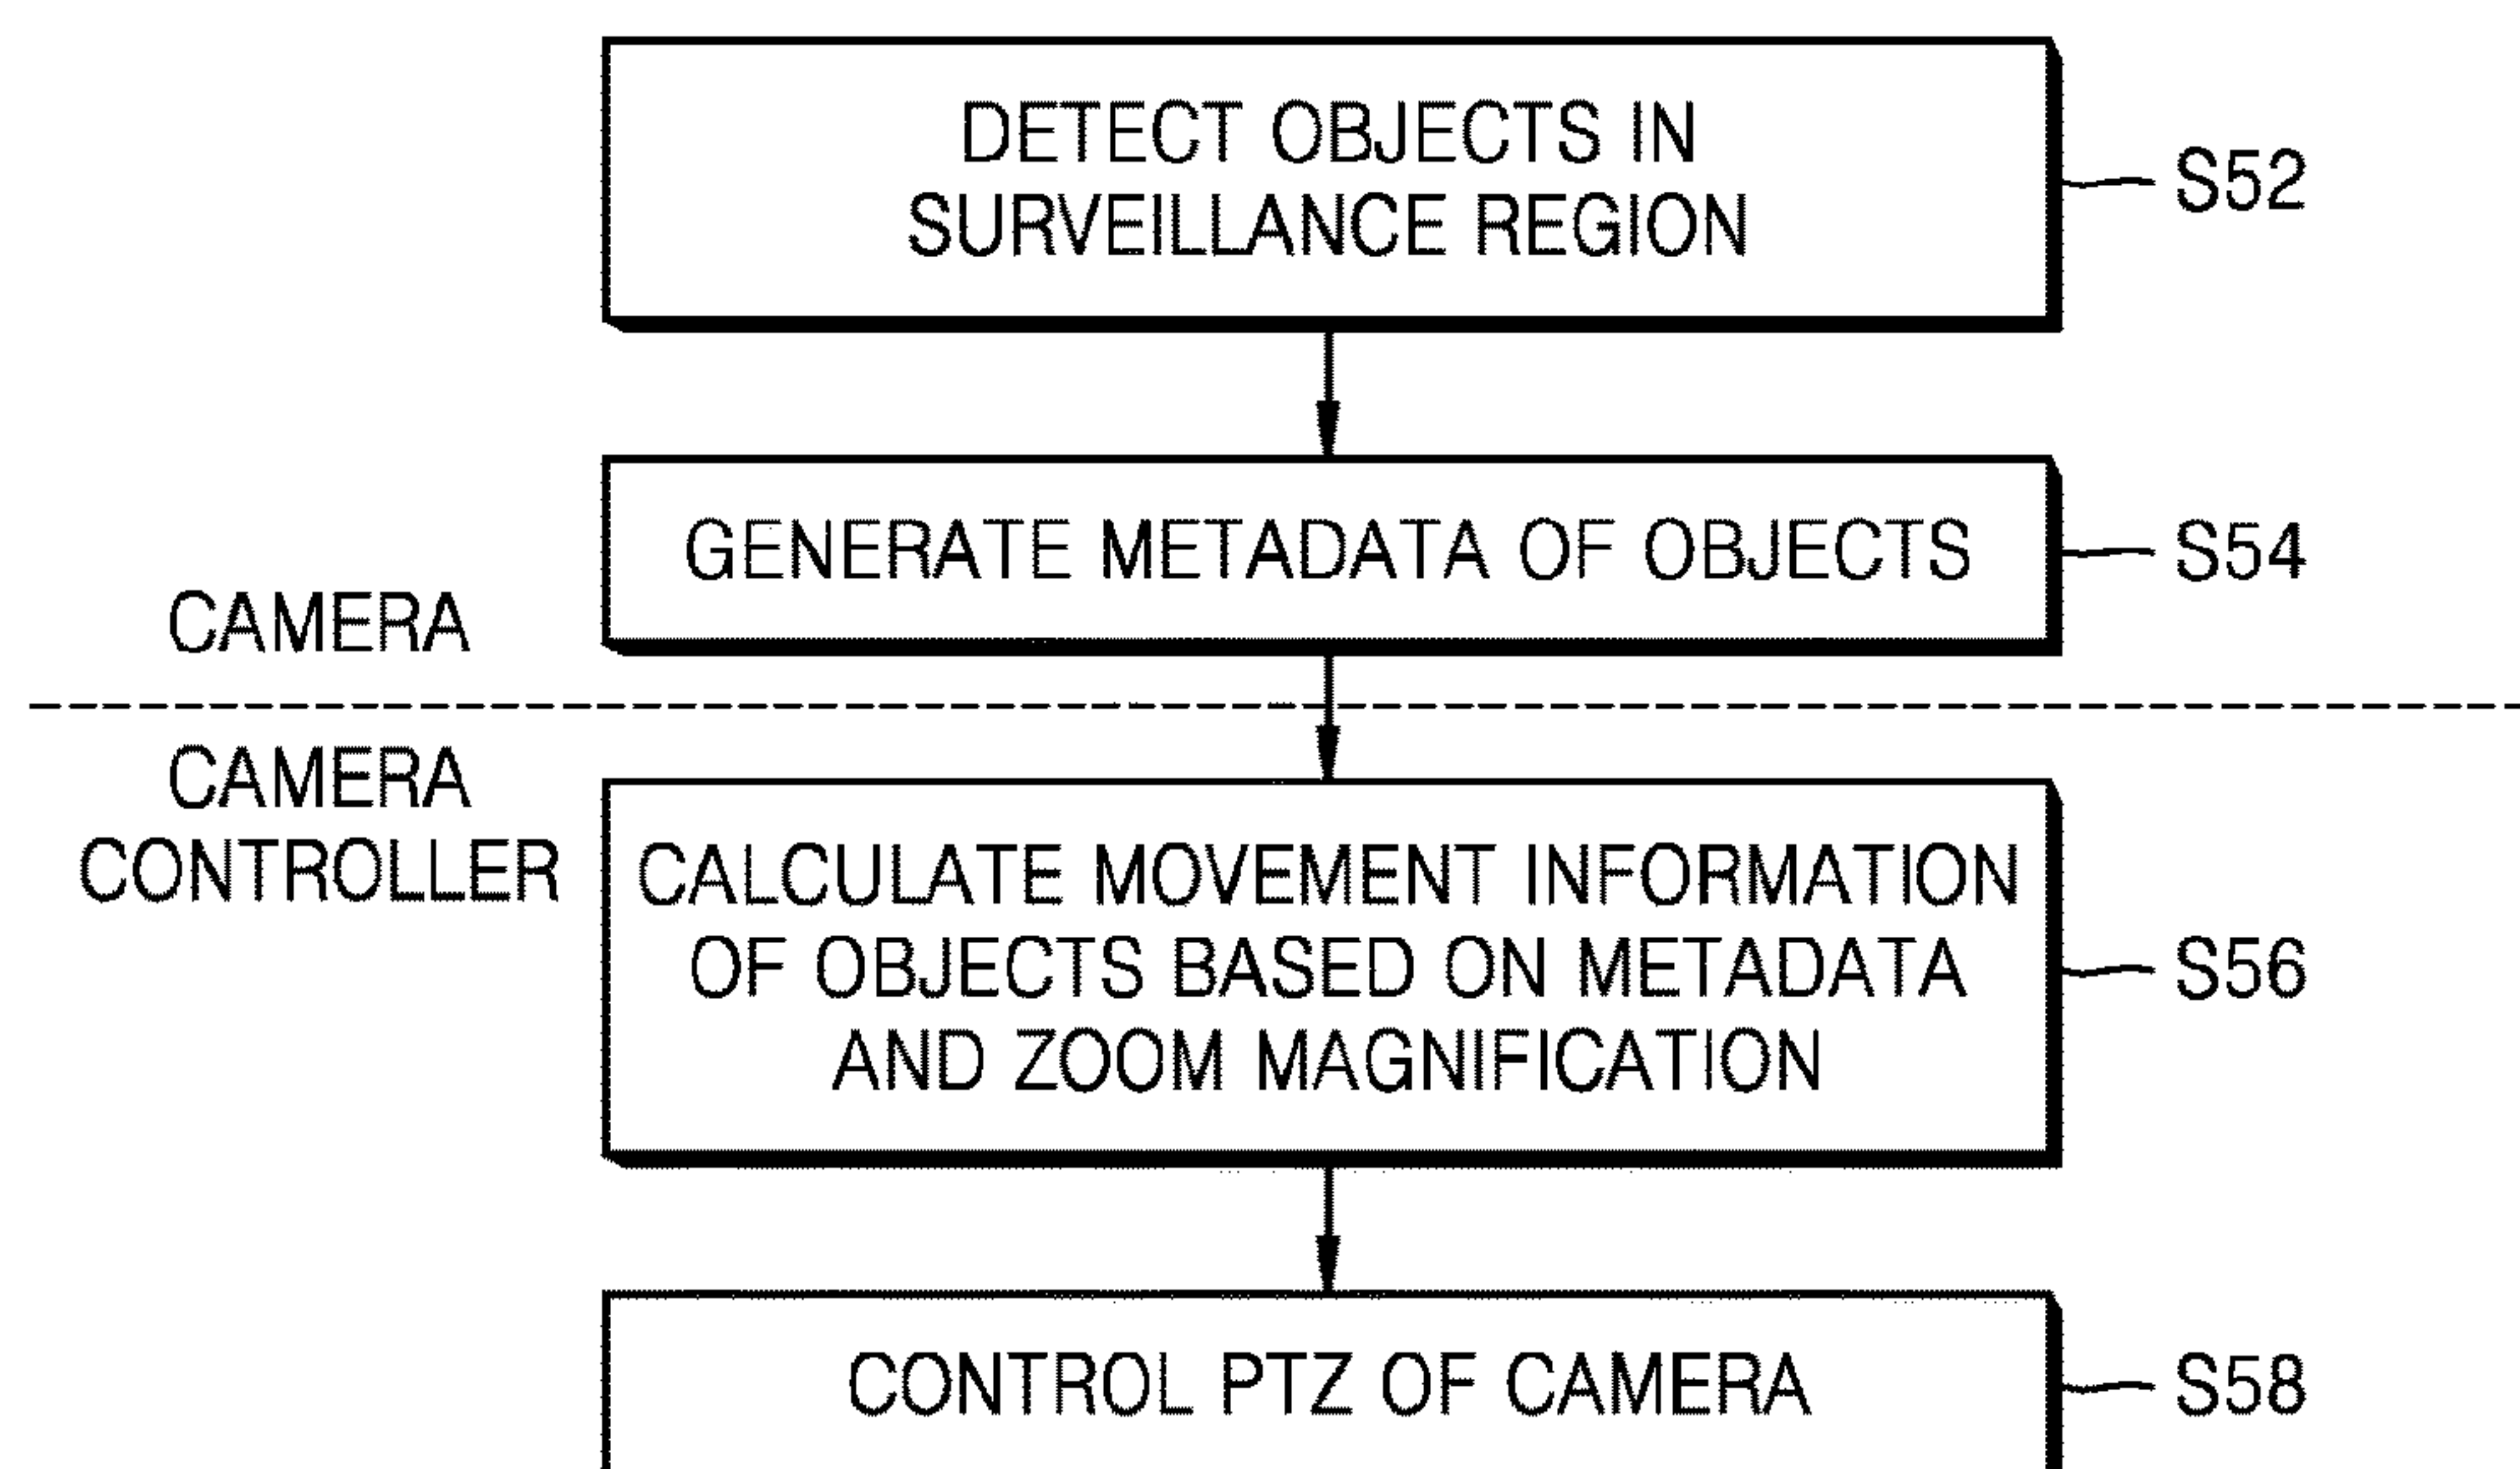 DETECT OBJECTS IN
SURVEILLANCE REGION
S52
GENERATE METADATA OF OBJECTS
S54
CAMERA
CAMERA
CONTROLLER
CALCULATE MOVEMENT INFORMATION
OF OBJECTS BASED ON METADATA
AND ZOOM MAGNIFICATION
S56
CONTROL PTZ OF CAMERA
S58